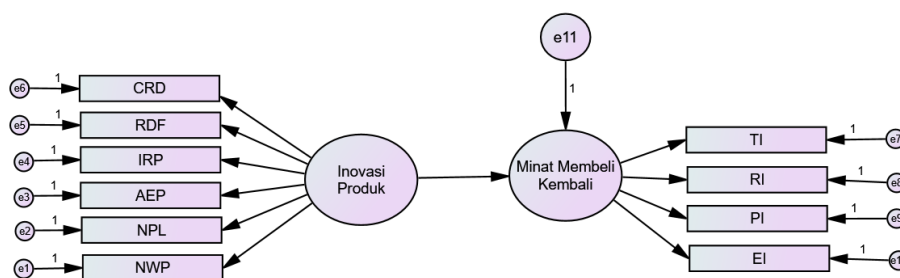 e11
1
e6
1
CRD
e5
1
RDF
e4
1
IRP
e3
1
AEP
e2
1
NPL
e1
1
NWP
Inovasi
Produk
Minat Membeli
Kembali
TI
1
e7
RI
1
e8
PI
1
e9
EI
1